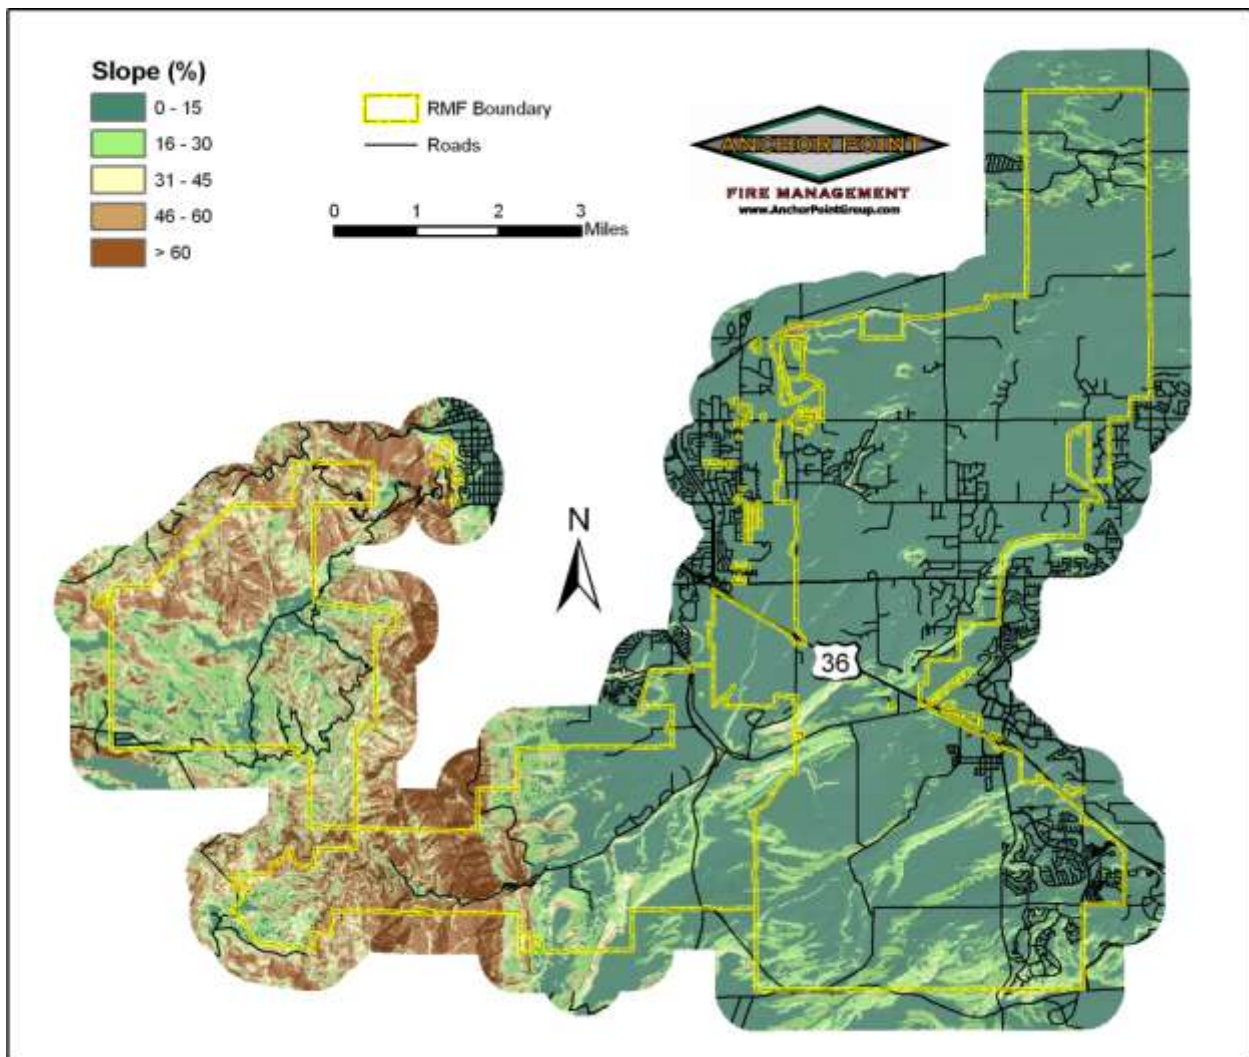 Slope (%)
0 - 15
16 - 30
31 - 45
46 - 60
> 60
RMF Boundary
Roads
0 1 2 3
Miles
ANCHOR POINT
FIRE MANAGEMENT
www.AnchorPointGroup.com
N
36